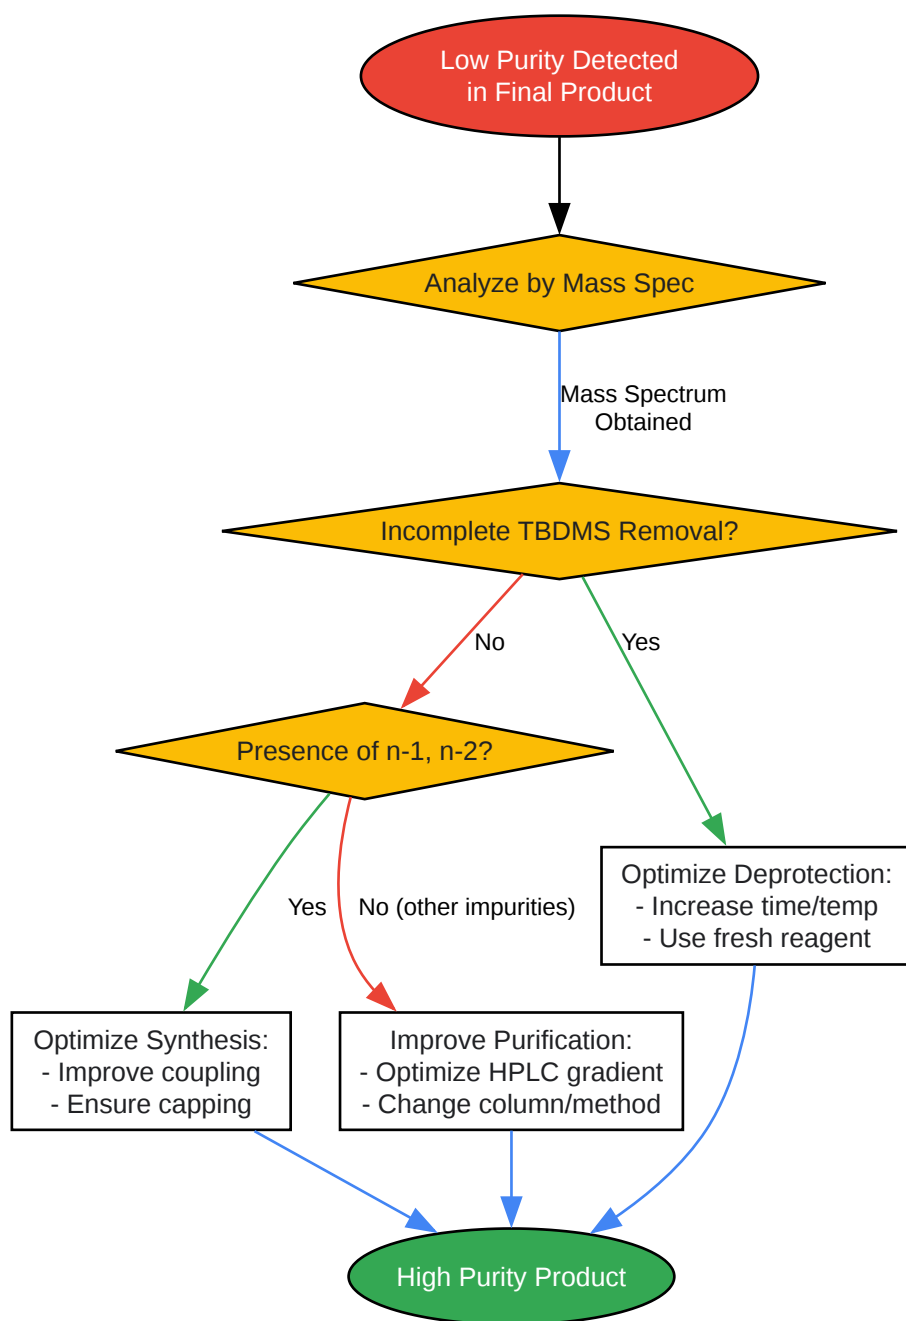 Low Purity Detected
in Final Product
Analyze by Mass Spec
Mass Spectrum
Obtained
Incomplete TBDMS Removal?
No
Yes
Presence of n-1, n-2?
Optimize Deprotection:
- Increase time/temp
- Use fresh reagent
Yes
No (other impurities)
Optimize Synthesis:
- Improve coupling
- Ensure capping
Improve Purification:
- Optimize HPLC gradient
- Change column/method
High Purity Product